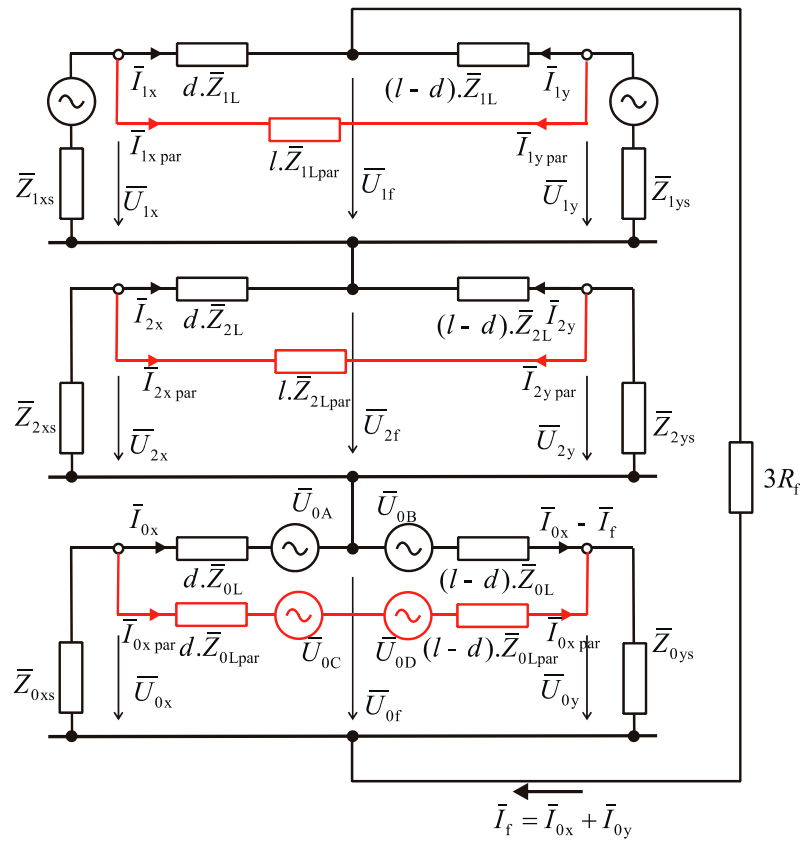 I̅1x
d.Z̅1L
(l - d).Z̅1L
I̅1y
I̅1x par
l.Z̅1Lpar
I̅1y par
Z̅1xs
U̅1x
U̅1f
U̅1y
Z̅1ys
I̅2x
d.Z̅2L
(l - d).Z̅2L
I̅2y
I̅2x par
l.Z̅2Lpar
I̅2y par
Z̅2xs
U̅2x
U̅2f
U̅2y
Z̅2ys
3Rf
I̅0x
U̅0A
U̅0B
I̅0x - I̅f
d.Z̅0L
(l - d).Z̅0L
I̅0x par
d.Z̅0Lpar
U̅0C
U̅0D
(l - d).Z̅0Lpar
I̅0x par
Z̅0xs
U̅0x
U̅0f
U̅0y
Z̅0ys
I̅f = I̅0x + I̅0y